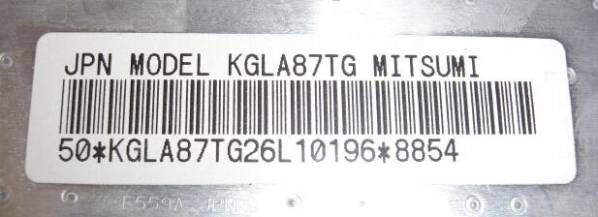 JPN MODEL KGLA87TG MITSUMI
50*KGLA87TG26L10196*8854